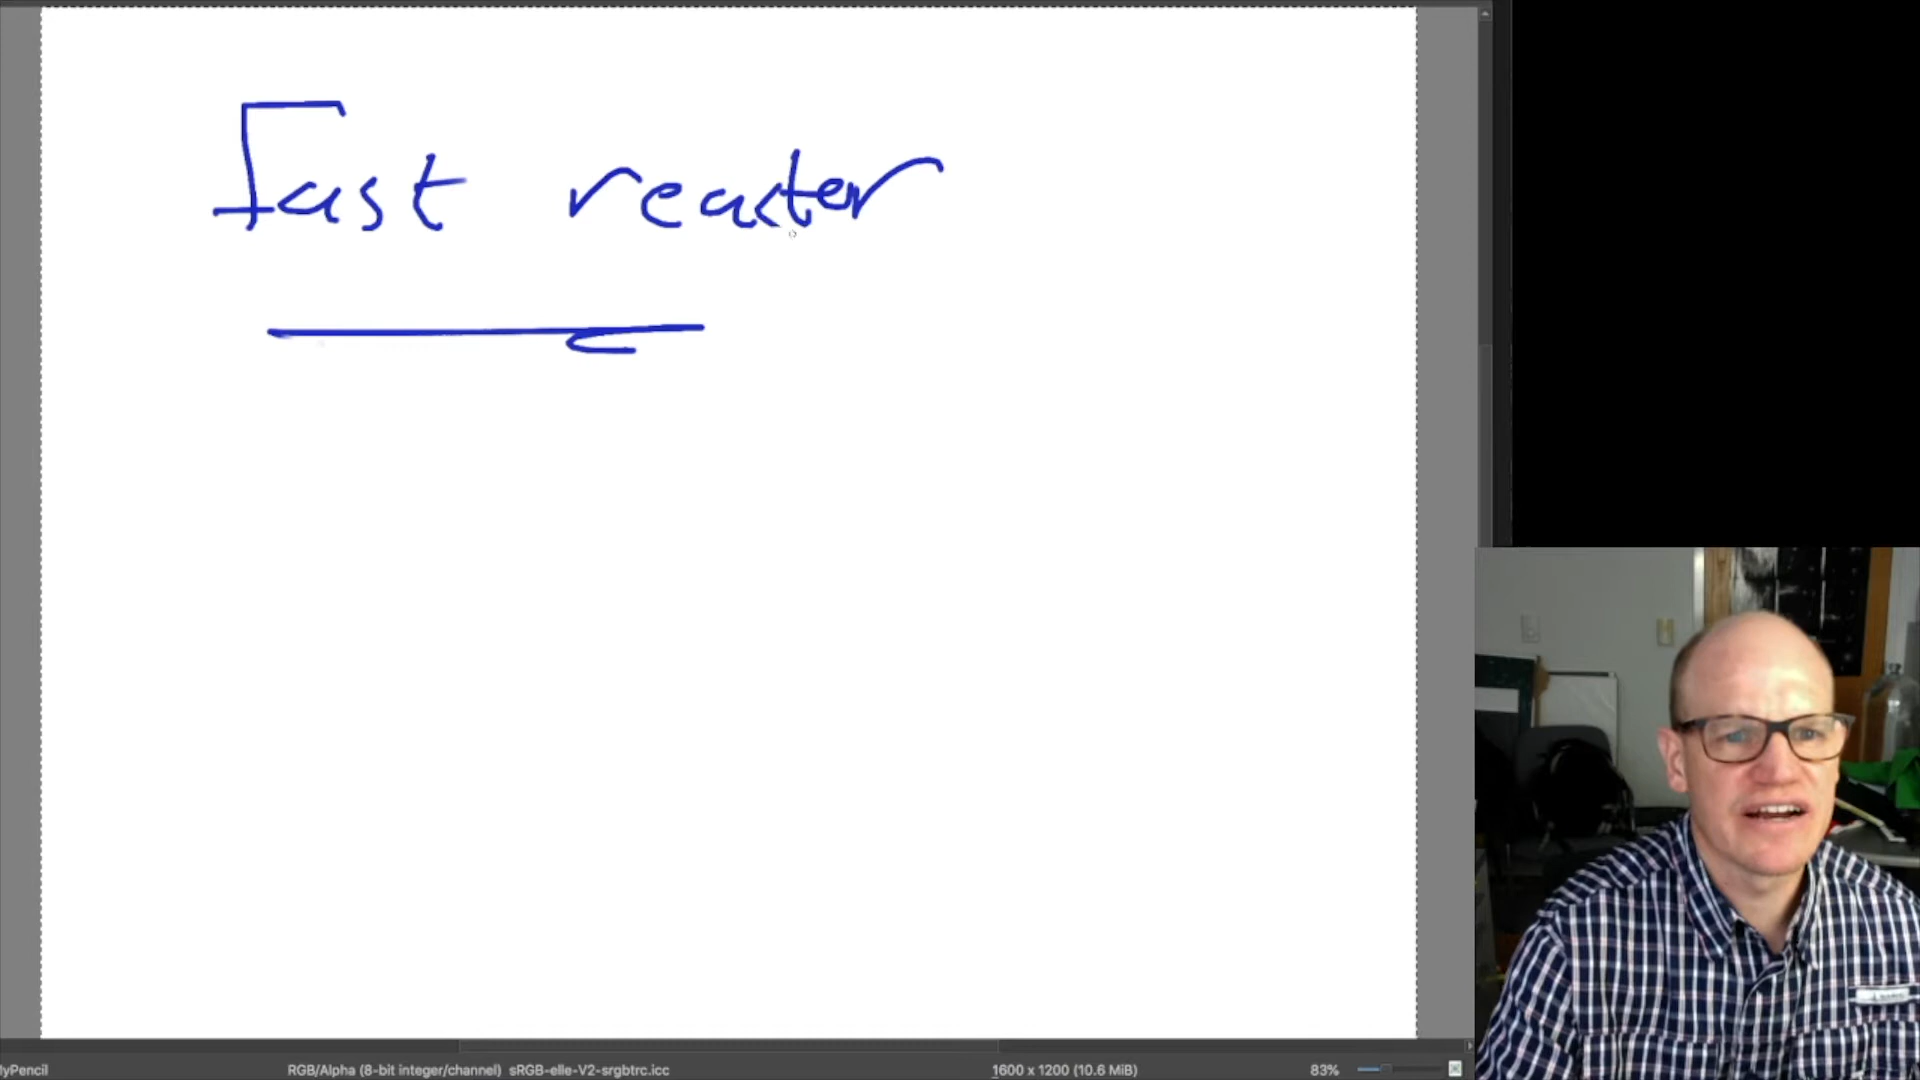 fast reacter
MyPencil RGB/Alpha (8-bit integer/channel) sRGB-elle-V2-srgbtrc.icc 1600 x 1200 (10.6 MiB) 83%